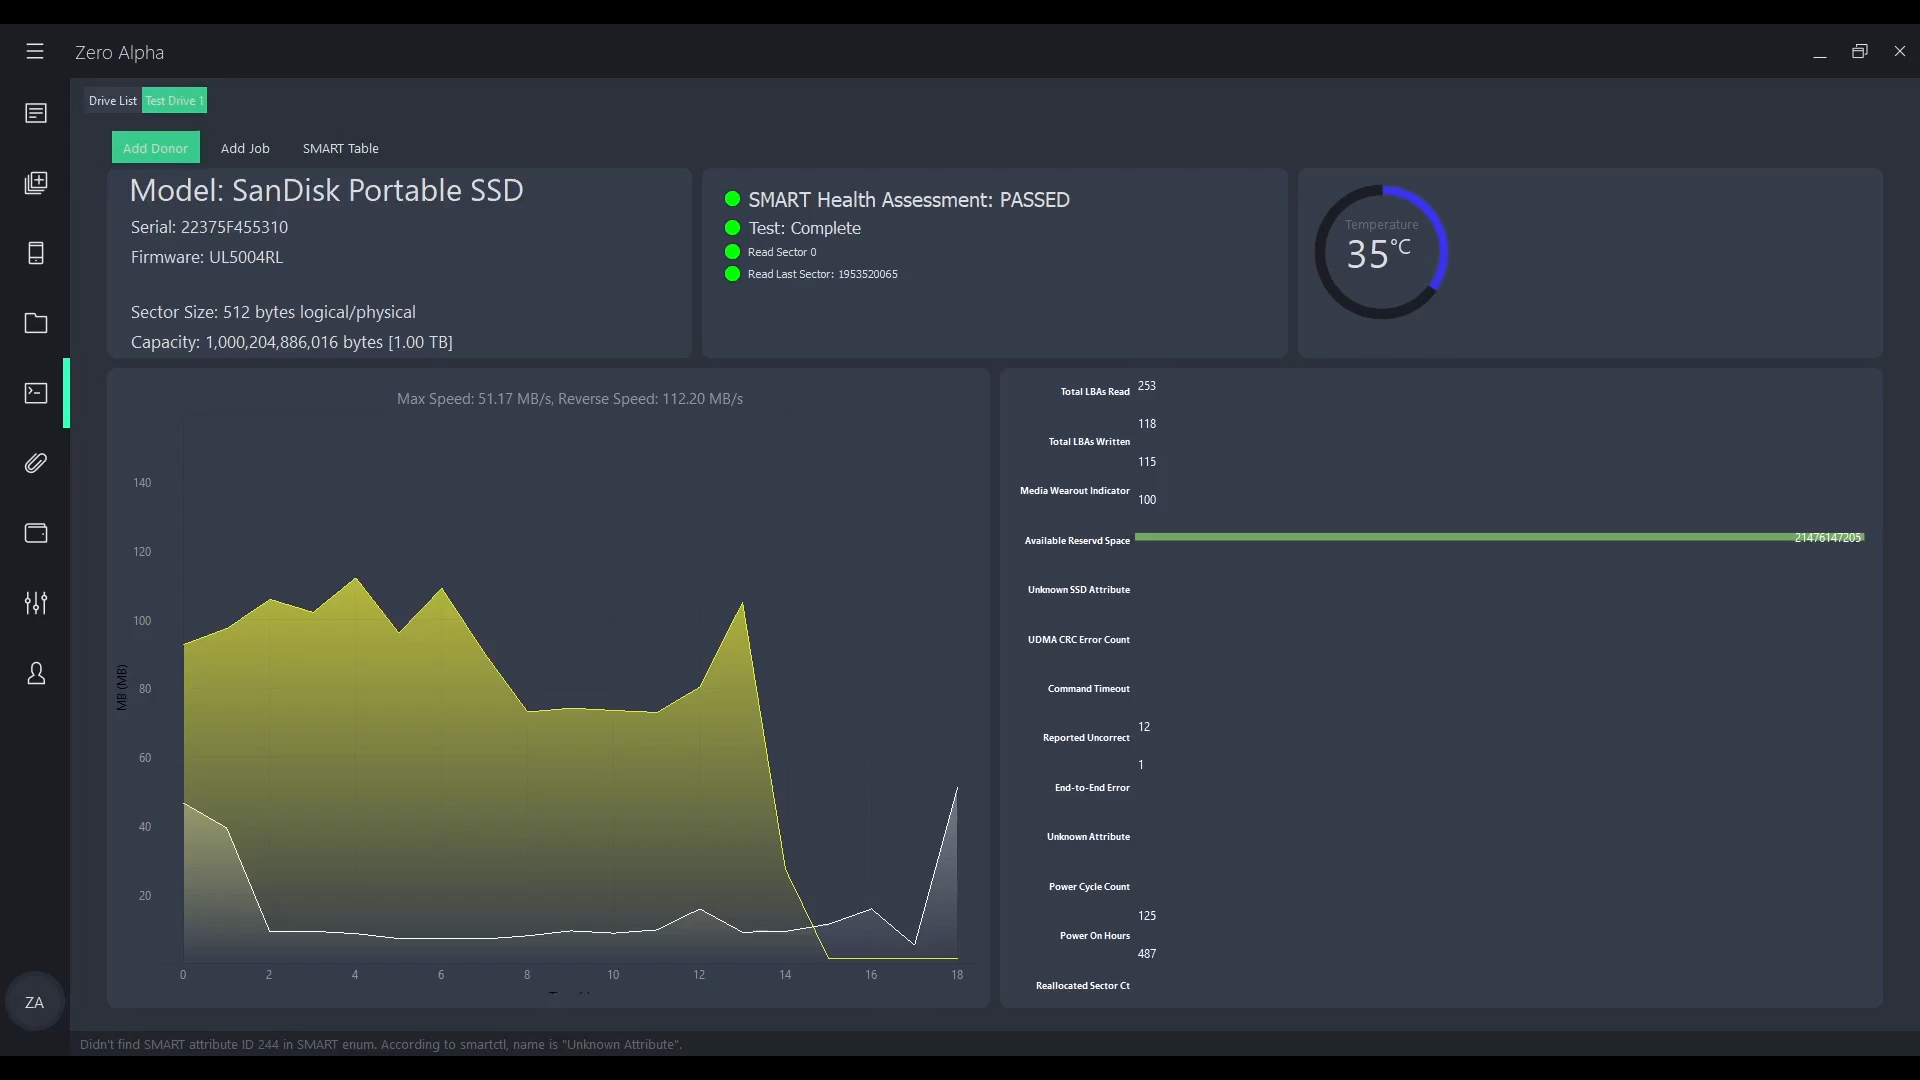 Zero Alpha
Drive List
Test Drive 1
Add Donor
Add Job
SMART Table
Model: SanDisk Portable SSD
Serial: 22375F455310
Firmware: UL5004RL
Sector Size: 512 bytes logical/physical
Capacity: 1,000,204,886,016 bytes [1.00 TB]
SMART Health Assessment: PASSED
Test: Complete
Read Sector 0
Read Last Sector: 1953520065
Temperature
35°C
Max Speed: 51.17 MB/s, Reverse Speed: 112.20 MB/s
140
120
100
80
60
40
20
MB (MB)
0 2 4 6 8 10 12 14 16 18
Total LBAs Read
253
118
Total LBAs Written
115
Media Wearout Indicator
100
Available Reservd Space
21476147205
Unknown SSD Attribute
UDMA CRC Error Count
Command Timeout
12
Reported Uncorrect
1
End-to-End Error
Unknown Attribute
Power Cycle Count
125
Power On Hours
487
Reallocated Sector Ct
ZA
Didn't find SMART attribute ID 244 in SMART enum. According to smartctl, name is "Unknown Attribute".